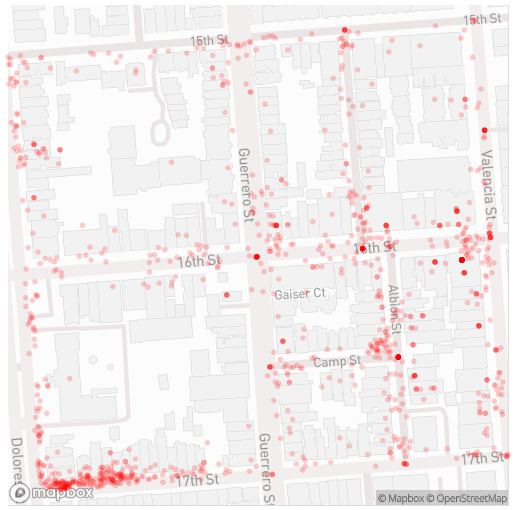 15th St
15th St
Guerrero St
Valencia St
16th St
16th St
Gaiser Ct
Albion St
Camp St
Dolores
Guerrero St
17th St
17th St
mapbox
© Mapbox © OpenStreetMap